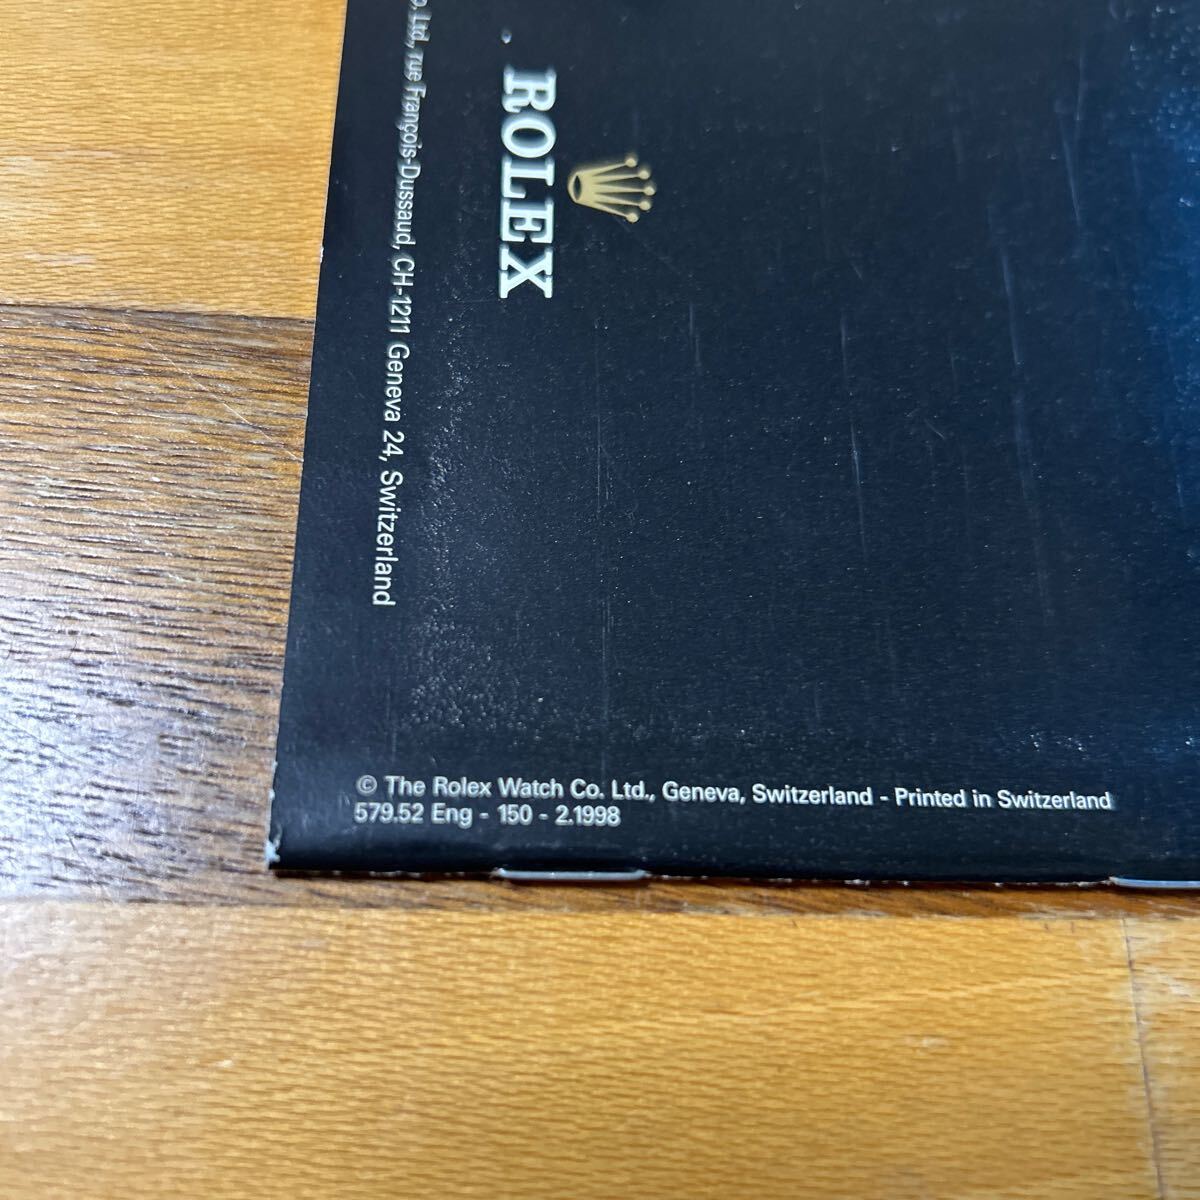 ROLEX
Ltd, rue François-Dussaud, CH-1211 Geneva 24, Switzerland
© The Rolex Watch Co. Ltd., Geneva, Switzerland - Printed in Switzerland
579.52 Eng - 150 - 2.1998